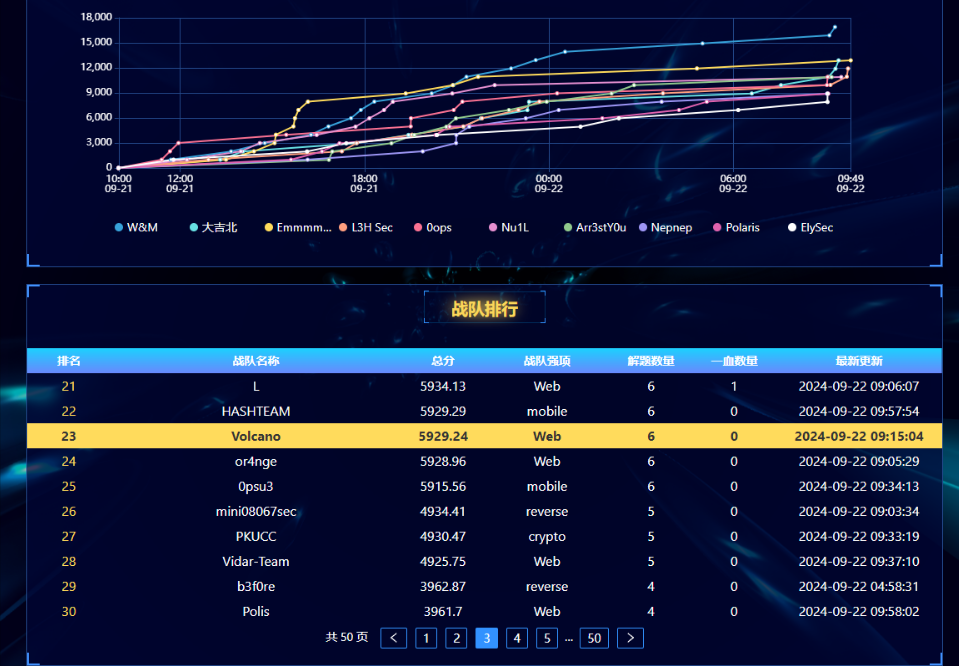 18,000
15,000
12,000
9,000
6,000
3,000
0
10:00 12:00 18:00 00:00 06:00 09:49
09-21 09-21 09-21 09-22 09-22 09-22
W&M 大吉北 Emmmm... L3H Sec 0ops Nu1L Arr3stY0u Nepnep Polaris ElySec
战队排行
排名 战队名称 总分 战队强项 解题数量 一血数量 最新更新
21 L 5934.13 Web 6 1 2024-09-22 09:06:07
22 HASHTEAM 5929.29 mobile 6 0 2024-09-22 09:57:54
23 Volcano 5929.24 Web 6 0 2024-09-22 09:15:04
24 or4nge 5928.96 Web 6 0 2024-09-22 09:05:29
25 0psu3 5915.56 mobile 6 0 2024-09-22 09:34:13
26 mini08067sec 4934.41 reverse 5 0 2024-09-22 09:03:34
27 PKUCC 4930.47 crypto 5 0 2024-09-22 09:33:19
28 Vidar-Team 4925.75 Web 5 0 2024-09-22 09:37:10
29 b3f0re 3962.87 reverse 4 0 2024-09-22 04:58:31
30 Polis 3961.7 Web 4 0 2024-09-22 09:58:02
共 50 页 < 1 2 3 4 5 ... 50 >